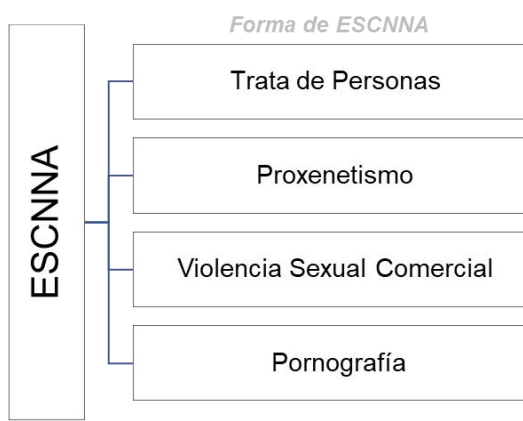 Forma de ESCNNA
ESCNNA
Trata de Personas
Proxenetismo
Violencia Sexual Comercial
Pornografía